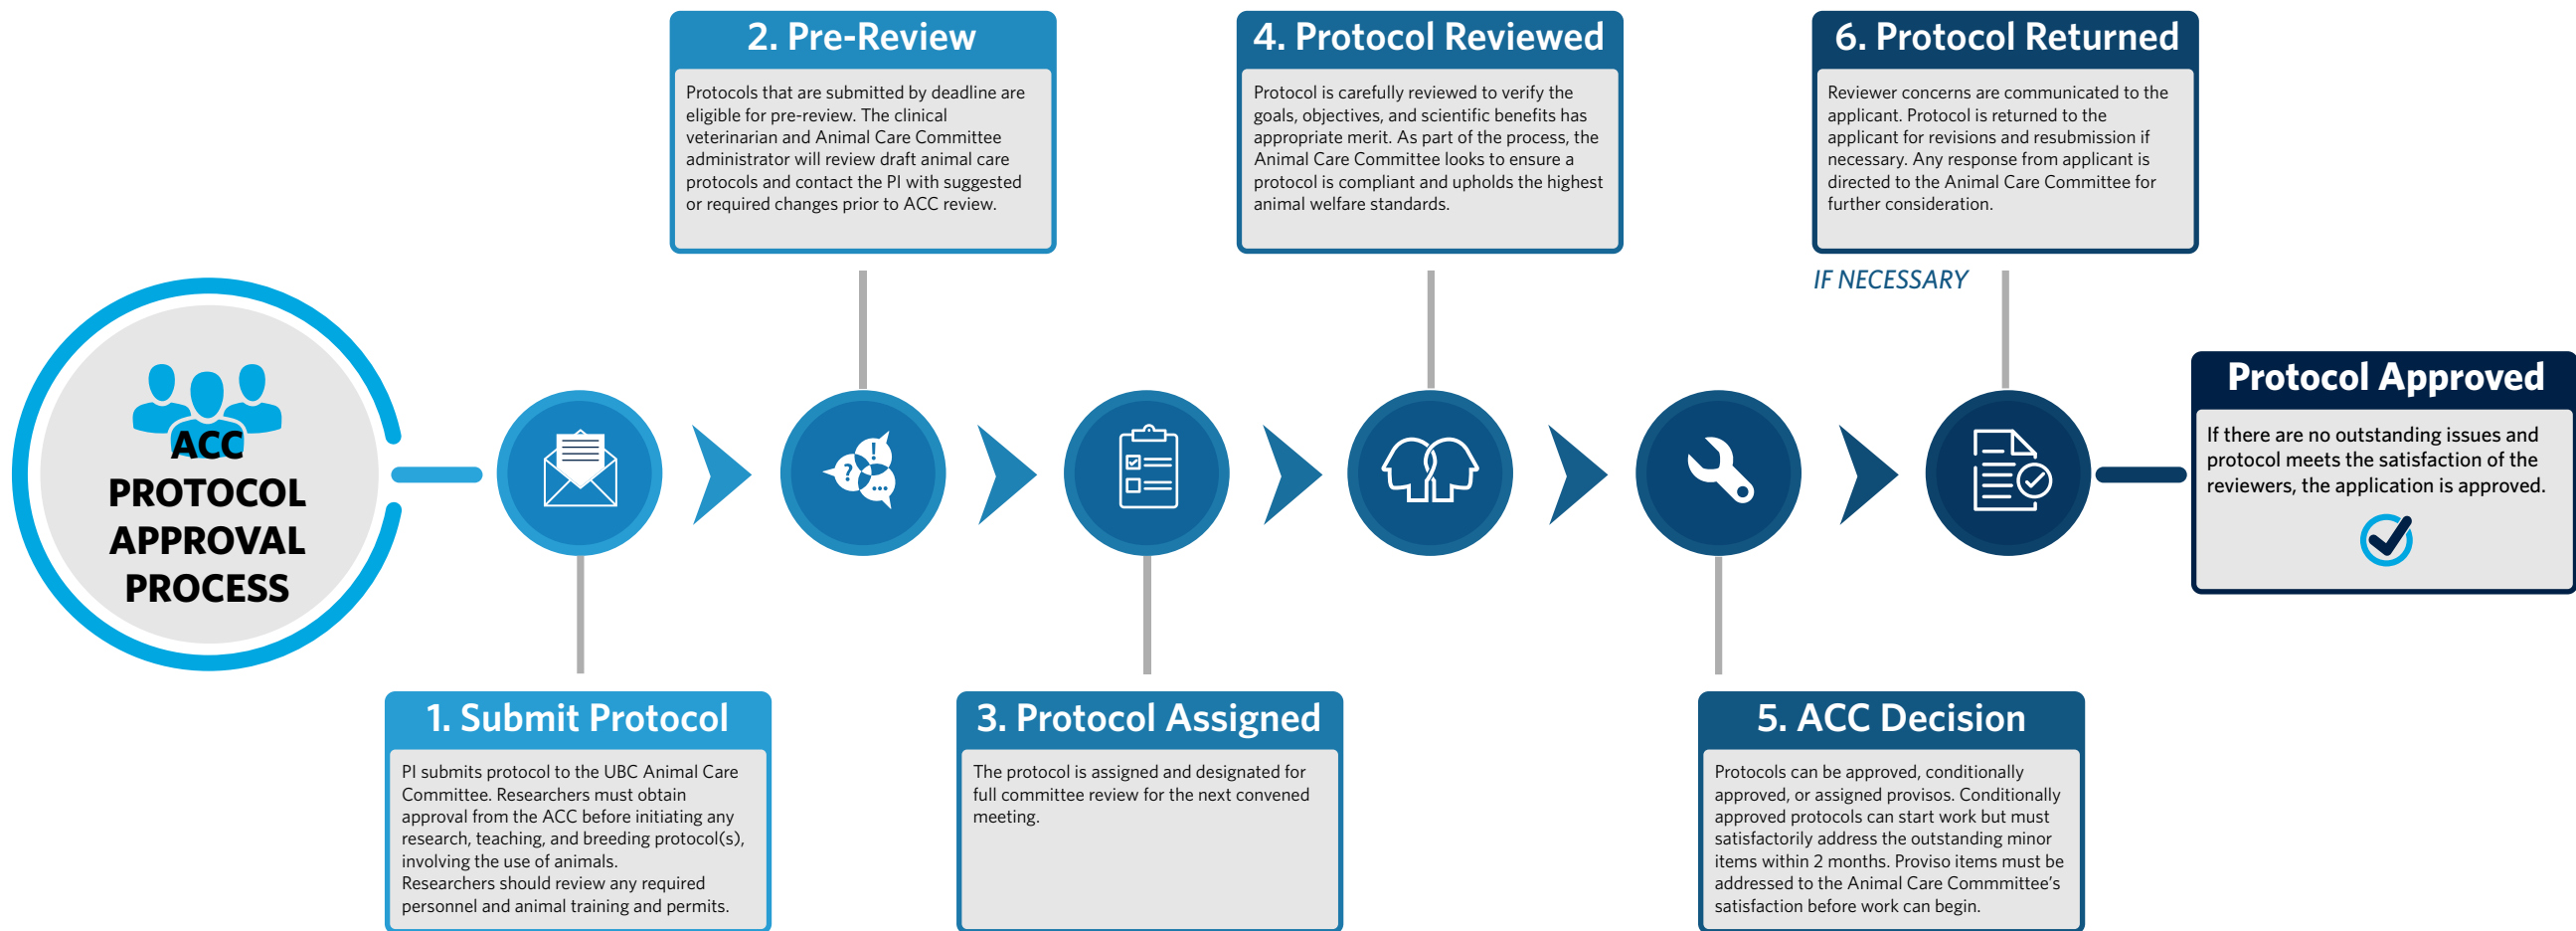 ACC
PROTOCOL
APPROVAL
PROCESS
1. Submit Protocol
PI submits protocol to the UBC Animal Care
Committee. Researchers must obtain
approval from the ACC before initiating any
research, teaching, and breeding protocol(s),
involving the use of animals.
Researchers should review any required
personnel and animal training and permits.
2. Pre-Review
Protocols that are submitted by deadline are
eligible for pre-review. The clinical
veterinarian and Animal Care Committee
administrator will review draft animal care
protocols and contact the PI with suggested
or required changes prior to ACC review.
? ! ...
3. Protocol Assigned
The protocol is assigned and designated for
full committee review for the next convened
meeting.
4. Protocol Reviewed
Protocol is carefully reviewed to verify the
goals, objectives, and scientific benefits has
appropriate merit. As part of the process, the
Animal Care Committee looks to ensure a
protocol is compliant and upholds the highest
animal welfare standards.
5. ACC Decision
Protocols can be approved, conditionally
approved, or assigned provisos. Conditionally
approved protocols can start work but must
satisfactorily address the outstanding minor
items within 2 months. Proviso items must be
addressed to the Animal Care Commmittee's
satisfaction before work can begin.
6. Protocol Returned
Reviewer concerns are communicated to the
applicant. Protocol is returned to the
applicant for revisions and resubmission if
necessary. Any response from applicant is
directed to the Animal Care Committee for
further consideration.
IF NECESSARY
Protocol Approved
If there are no outstanding issues and
protocol meets the satisfaction of the
reviewers, the application is approved.